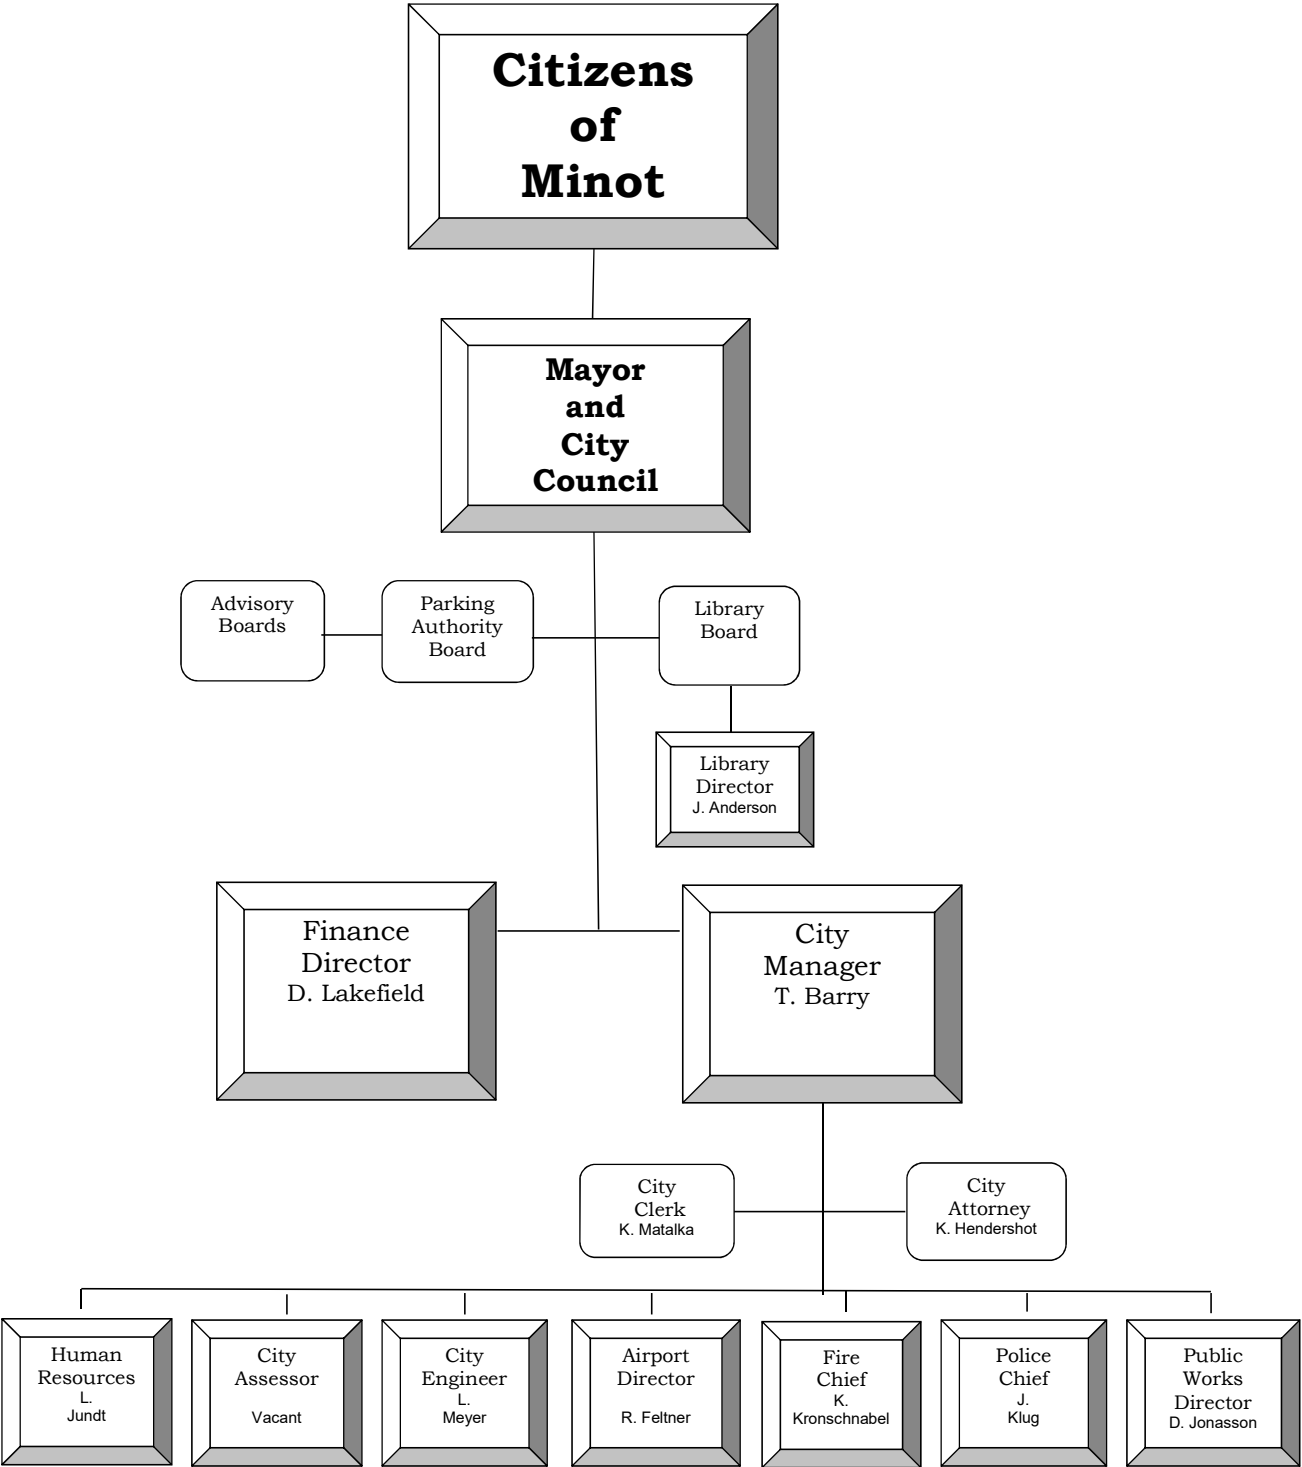 Citizens
of
Minot
Mayor
and
City
Council
Advisory
Boards
Parking
Authority
Board
Library
Board
Library
Director
J. Anderson
Finance
Director
D. Lakefield
City
Manager
T. Barry
City
Clerk
K. Matalka
City
Attorney
K. Hendershot
Human
Resources
L.
Jundt
City
Assessor
Vacant
City
Engineer
L.
Meyer
Airport
Director
R. Feltner
Fire
Chief
K.
Kronschnabel
Police
Chief
J.
Klug
Public
Works
Director
D. Jonasson